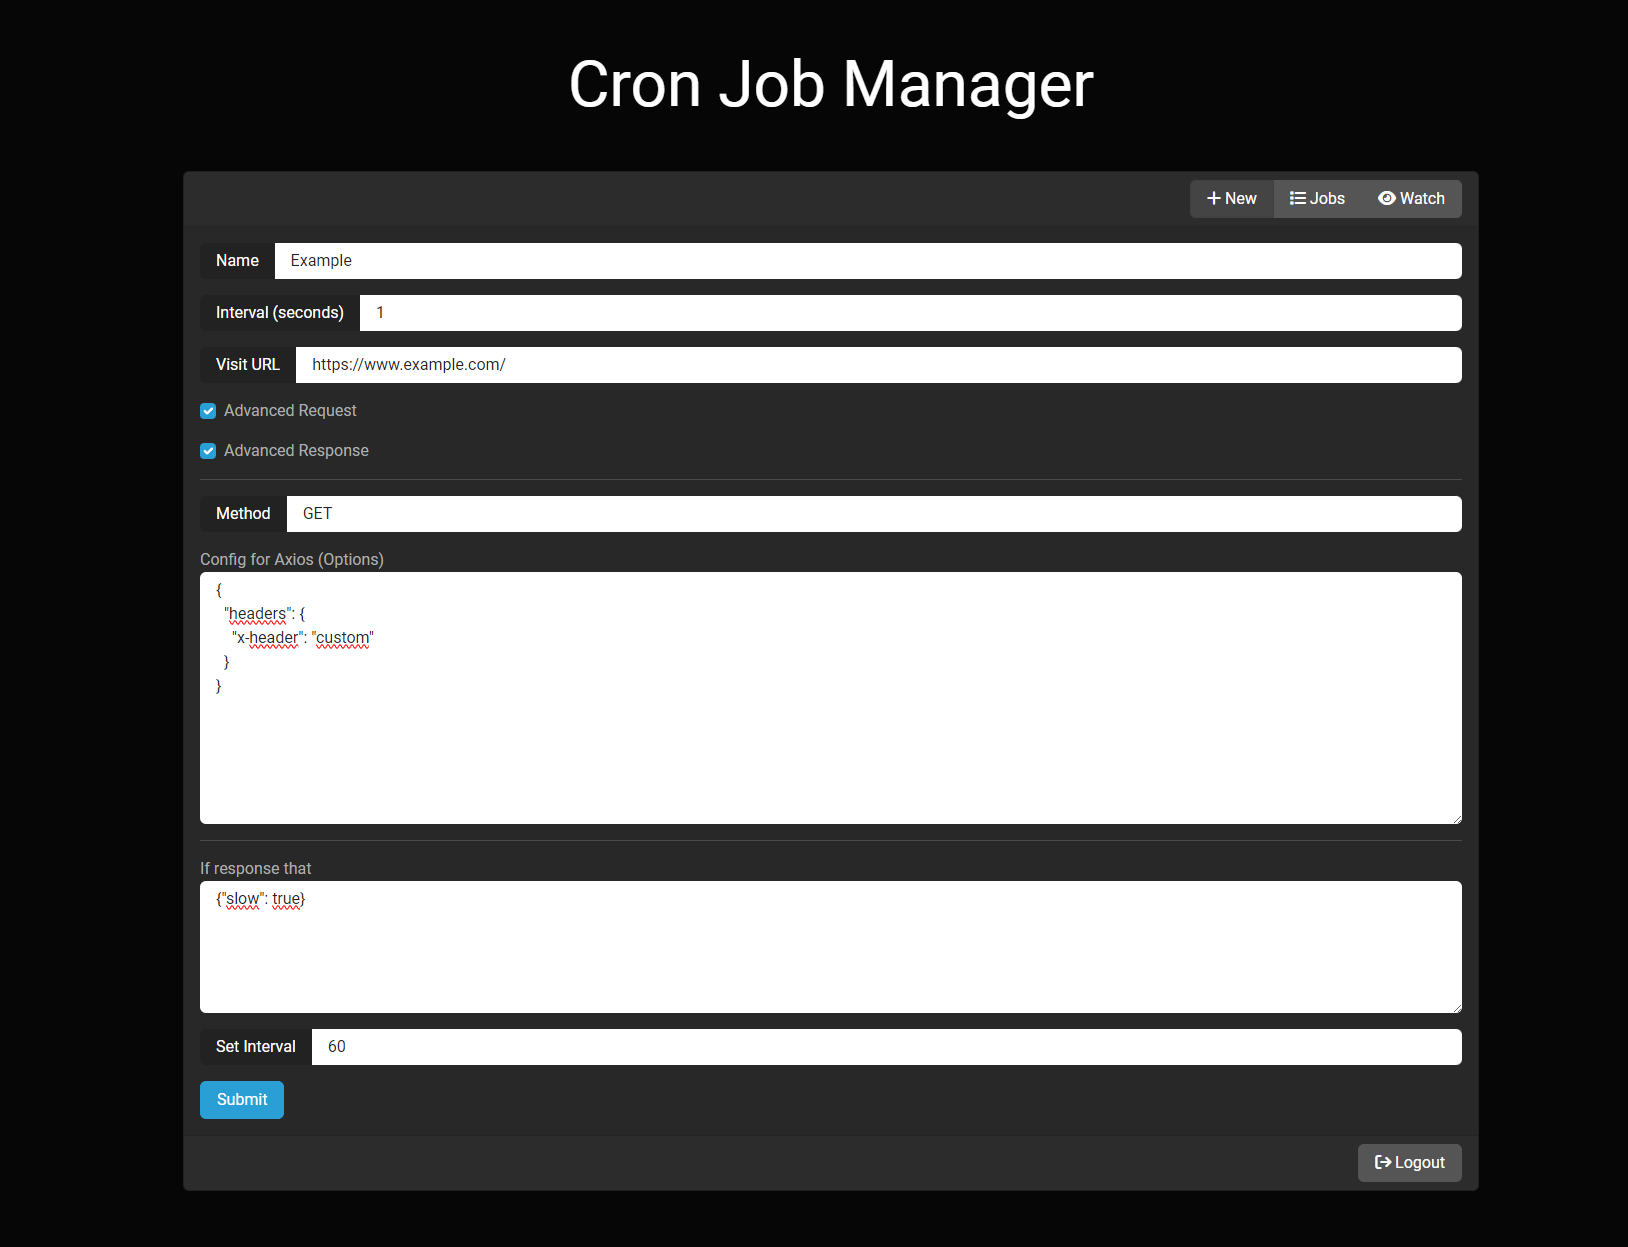 Cron Job Manager
New Jobs Watch
Name Example
Interval (seconds) 1
Visit URL https://www.example.com/
Advanced Request
Advanced Response
Method GET
Config for Axios (Options)
{
"headers": {
"x-header": "custom"
}
}
If response that
{"slow": true}
Set Interval 60
Submit
Logout